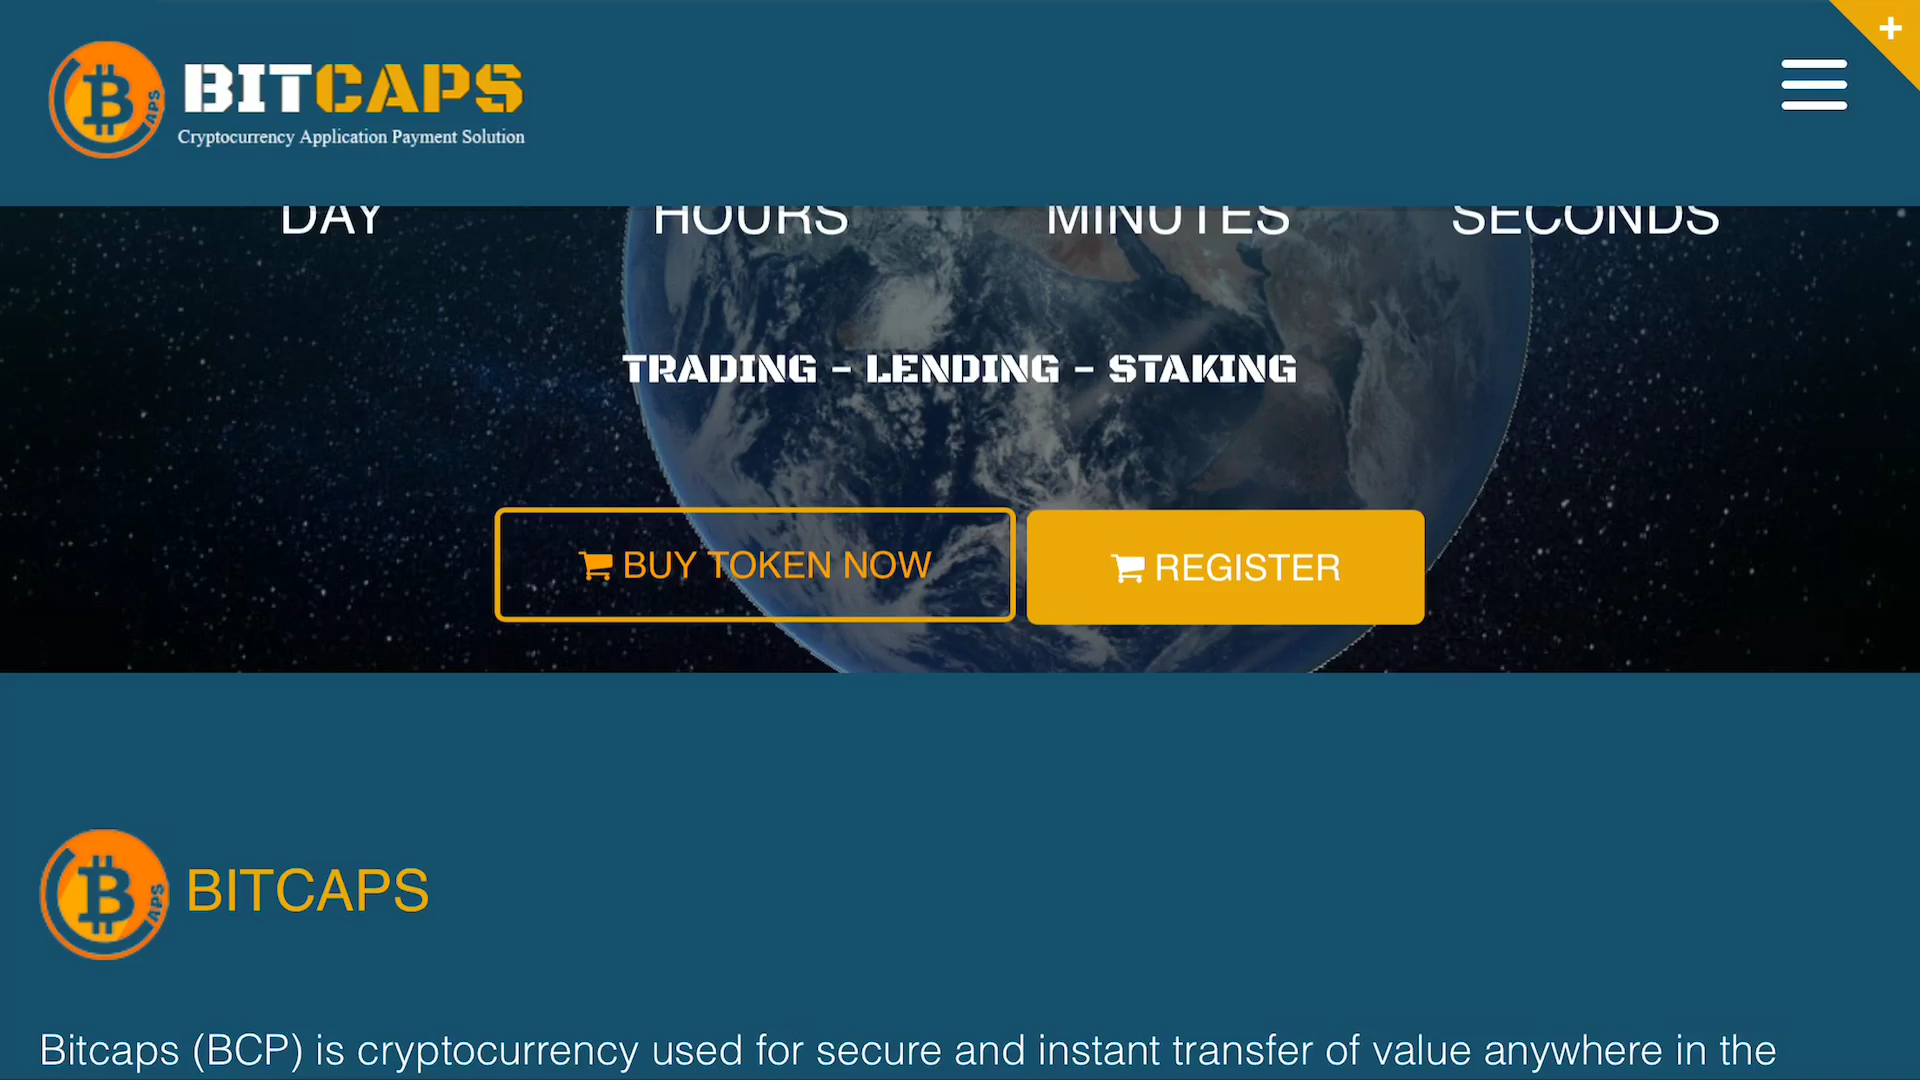 BITCAPS
Cryptocurrency Application Payment Solution
DAY HOURS MINUTES SECONDS
TRADING - LENDING - STAKING
BUY TOKEN NOW
REGISTER
APS
BITCAPS
Bitcaps (BCP) is cryptocurrency used for secure and instant transfer of value anywhere in the